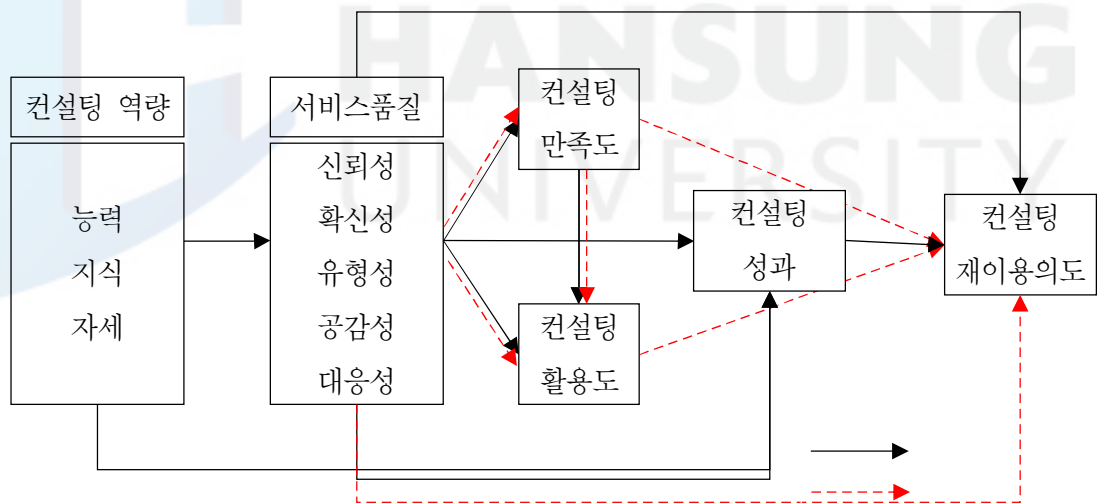 HANSUNG
UNIVERSITY
컨설팅 역량
능력
지식
자세
서비스품질
신뢰성
확신성
유형성
공감성
대응성
컨설팅
만족도
컨설팅
활용도
컨설팅
성과
컨설팅
재이용의도